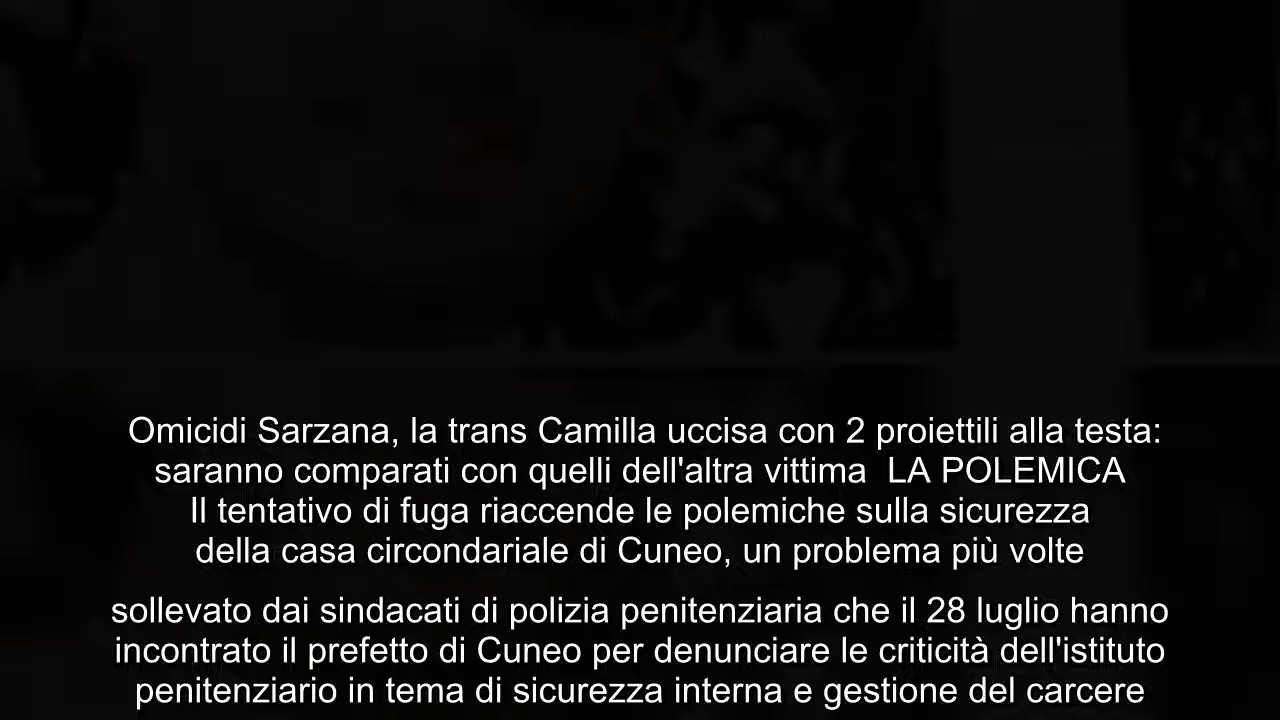 Omicidi Sarzana, la trans Camilla uccisa con 2 proiettili alla testa:
saranno comparati con quelli dell'altra vittima  LA POLEMICA
Il tentativo di fuga riaccende le polemiche sulla sicurezza
della casa circondariale di Cuneo, un problema più volte
sollevato dai sindacati di polizia penitenziaria che il 28 luglio hanno
incontrato il prefetto di Cuneo per denunciare le criticità dell'istituto
penitenziario in tema di sicurezza interna e gestione del carcere